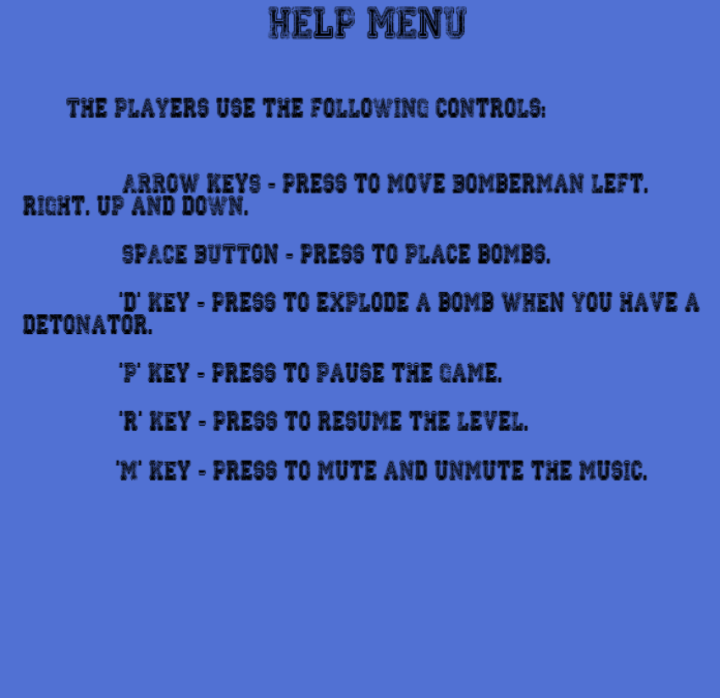 HELP MENU
THE PLAYERS USE THE FOLLOWING CONTROLS:
ARROW KEYS - PRESS TO MOVE BOMBERMAN LEFT,
RIGHT, UP AND DOWN.
SPACE BUTTON - PRESS TO PLACE BOMBS.
'D' KEY - PRESS TO EXPLODE A BOMB WHEN YOU HAVE A
DETONATOR.
'P' KEY - PRESS TO PAUSE THE GAME.
'R' KEY - PRESS TO RESUME THE LEVEL.
'M' KEY - PRESS TO MUTE AND UNMUTE THE MUSIC.